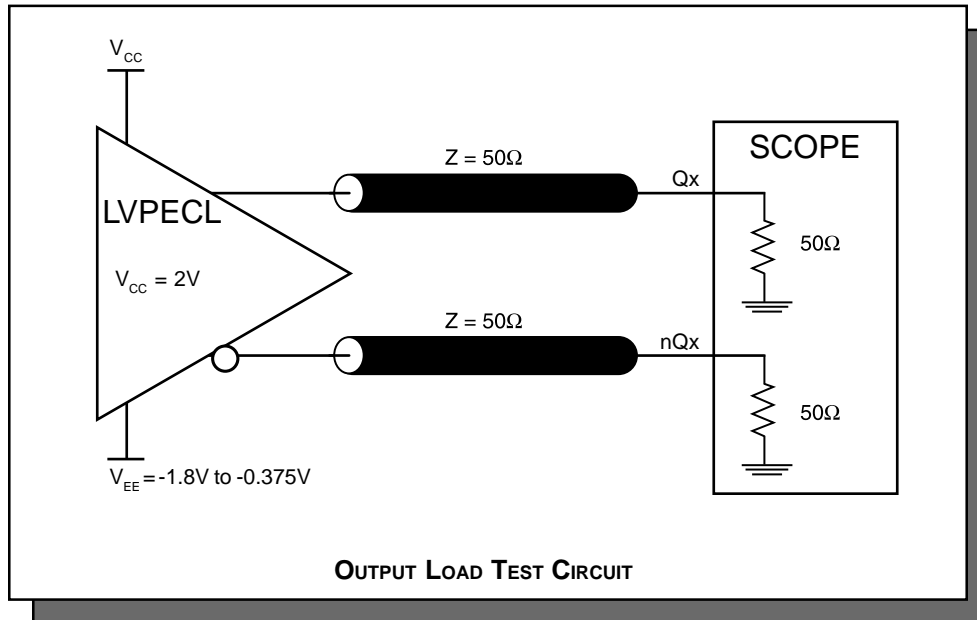 VCC
Z = 50Ω
SCOPE
Qx
LVPECL
50Ω
VCC = 2V
Z = 50Ω
nQx
50Ω
VEE = -1.8V to -0.375V
OUTPUT LOAD TEST CIRCUIT